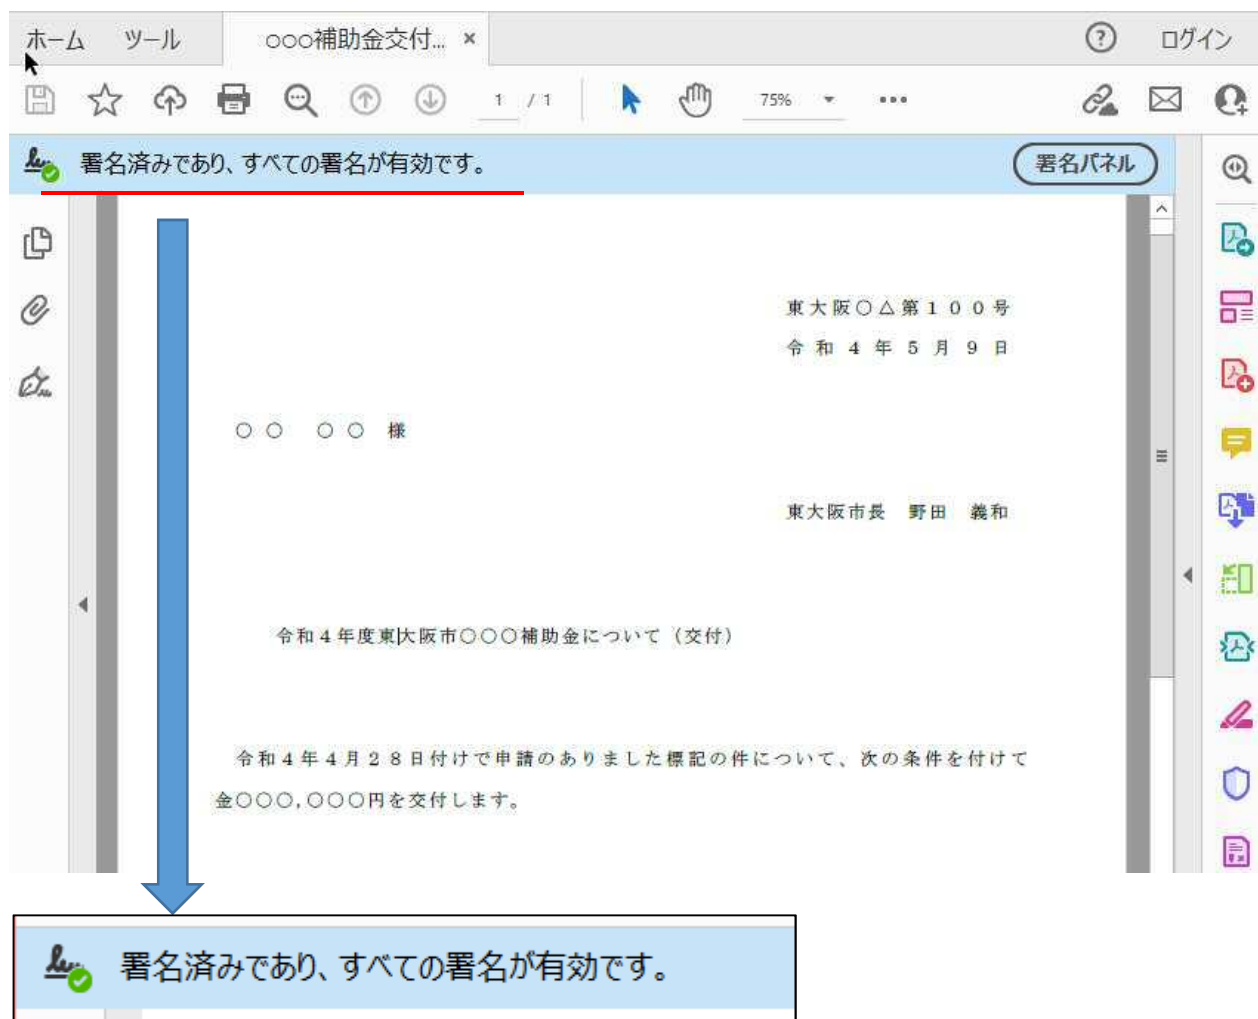 ホーム ツール ○○○補助金交付... × ? ログイン
1 / 1 75%
署名済みであり、すべての署名が有効です。 署名パネル
東大阪○△第１００号
令和４年５月９日
○○ ○○ 様
東大阪市長 野田 義和
令和４年度東大阪市○○○補助金について（交付）
令和４年４月２８日付けで申請のありました標記の件について、次の条件を付けて
金○○○,○○○円を交付します。
署名済みであり、すべての署名が有効です。